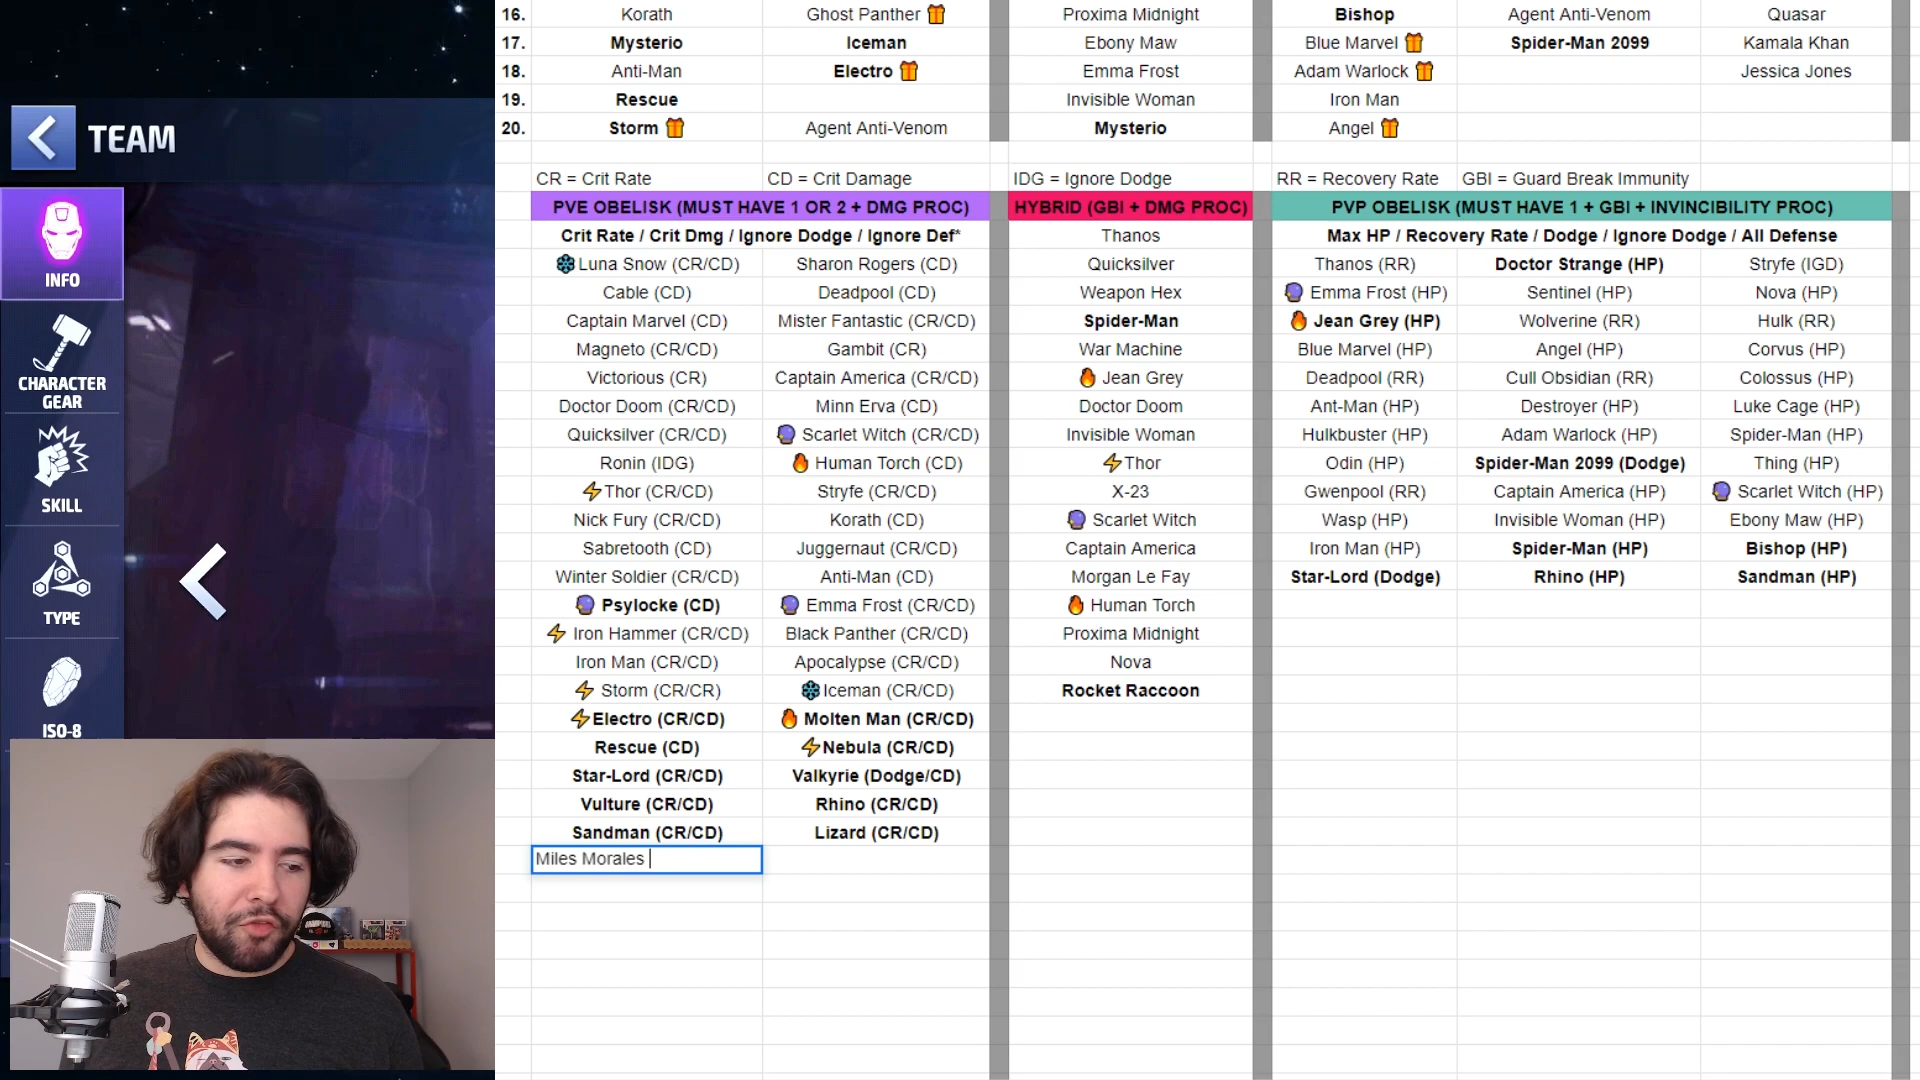 TEAM
INFO
CHARACTER
GEAR
SKILL
TYPE
ISO-8
16. Korath Ghost Panther 🎁 Proxima Midnight Bishop Agent Anti-Venom Quasar
17. Mysterio Iceman Ebony Maw Blue Marvel 🎁 Spider-Man 2099 Kamala Khan
18. Anti-Man Electro 🎁 Emma Frost Adam Warlock 🎁 Jessica Jones
19. Rescue Invisible Woman Iron Man
20. Storm 🎁 Agent Anti-Venom Mysterio Angel 🎁
CR = Crit Rate CD = Crit Damage IDG = Ignore Dodge RR = Recovery Rate GBI = Guard Break Immunity
PVE OBELISK (MUST HAVE 1 OR 2 + DMG PROC) HYBRID (GBI + DMG PROC) PVP OBELISK (MUST HAVE 1 + GBI + INVINCIBILITY PROC)
Crit Rate / Crit Dmg / Ignore Dodge / Ignore Def* Thanos Max HP / Recovery Rate / Dodge / Ignore Dodge / All Defense
Luna Snow (CR/CD) Sharon Rogers (CD) Quicksilver Thanos (RR) Doctor Strange (HP) Stryfe (IGD)
Cable (CD) Deadpool (CD) Weapon Hex Emma Frost (HP) Sentinel (HP) Nova (HP)
Captain Marvel (CD) Mister Fantastic (CR/CD) Spider-Man Jean Grey (HP) Wolverine (RR) Hulk (RR)
Magneto (CR/CD) Gambit (CR) War Machine Blue Marvel (HP) Angel (HP) Corvus (HP)
Victorious (CR) Captain America (CR/CD) Jean Grey Deadpool (RR) Cull Obsidian (RR) Colossus (HP)
Doctor Doom (CR/CD) Minn Erva (CD) Doctor Doom Ant-Man (HP) Destroyer (HP) Luke Cage (HP)
Quicksilver (CR/CD) Scarlet Witch (CR/CD) Invisible Woman Hulkbuster (HP) Adam Warlock (HP) Spider-Man (HP)
Ronin (IDG) Human Torch (CD) Thor Odin (HP) Spider-Man 2099 (Dodge) Thing (HP)
Thor (CR/CD) Stryfe (CR/CD) X-23 Gwenpool (RR) Captain America (HP) Scarlet Witch (HP)
Nick Fury (CR/CD) Korath (CD) Scarlet Witch Wasp (HP) Invisible Woman (HP) Ebony Maw (HP)
Sabretooth (CD) Juggernaut (CR/CD) Captain America Iron Man (HP) Spider-Man (HP) Bishop (HP)
Winter Soldier (CR/CD) Anti-Man (CD) Morgan Le Fay Star-Lord (Dodge) Rhino (HP) Sandman (HP)
Psylocke (CD) Emma Frost (CR/CD) Human Torch
Iron Hammer (CR/CD) Black Panther (CR/CD) Proxima Midnight
Iron Man (CR/CD) Apocalypse (CR/CD) Nova
Storm (CR/CR) Iceman (CR/CD) Rocket Raccoon
Electro (CR/CD) Molten Man (CR/CD)
Rescue (CD) Nebula (CR/CD)
Star-Lord (CR/CD) Valkyrie (Dodge/CD)
Vulture (CR/CD) Rhino (CR/CD)
Sandman (CR/CD) Lizard (CR/CD)
Miles Morales